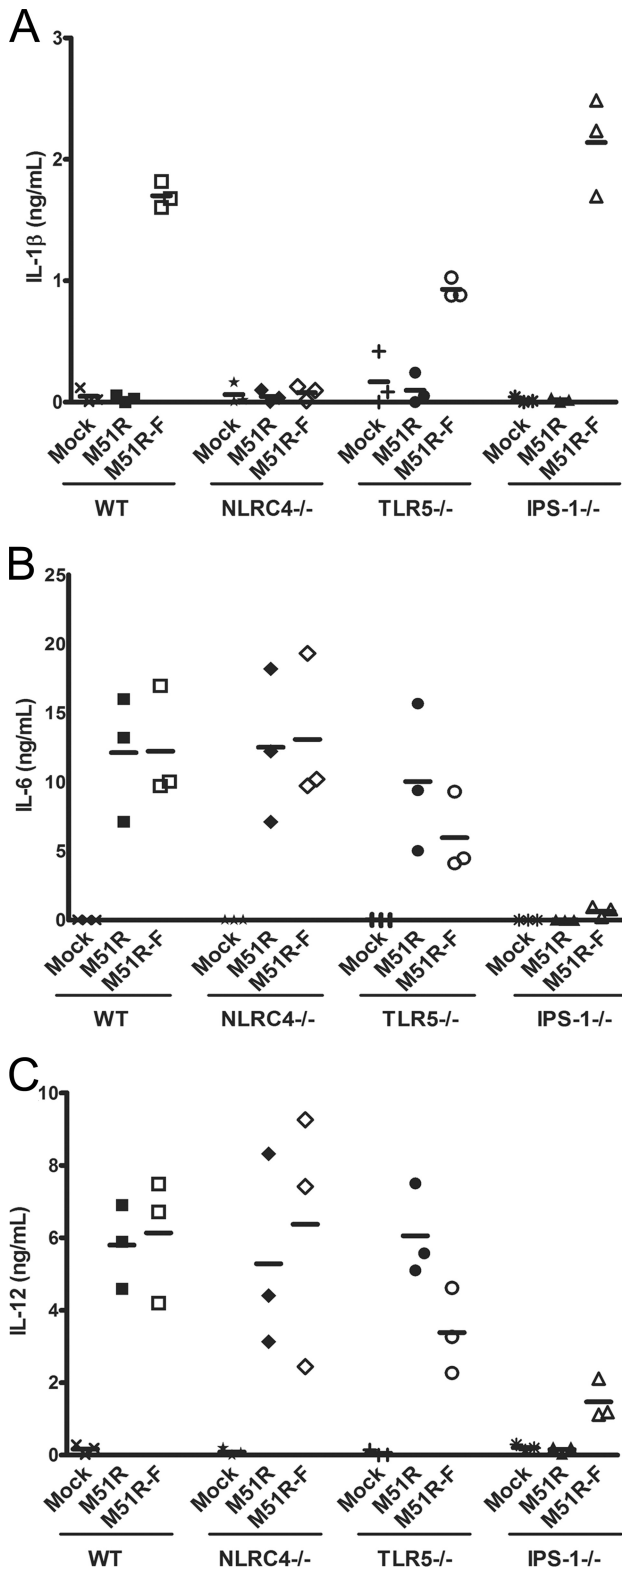 A
3
2
1
0
IL-1β (ng/mL)
Mock M51R M51R-F Mock M51R M51R-F Mock M51R M51R-F Mock M51R M51R-F
WT NLRC4-/- TLR5-/- IPS-1-/-
B
25
20
15
10
5
0
IL-6 (ng/mL)
Mock M51R M51R-F Mock M51R M51R-F Mock M51R M51R-F Mock M51R M51R-F
WT NLRC4-/- TLR5-/- IPS-1-/-
C
10
8
6
4
2
0
IL-12 (ng/mL)
Mock M51R M51R-F Mock M51R M51R-F Mock M51R M51R-F Mock M51R M51R-F
WT NLRC4-/- TLR5-/- IPS-1-/-